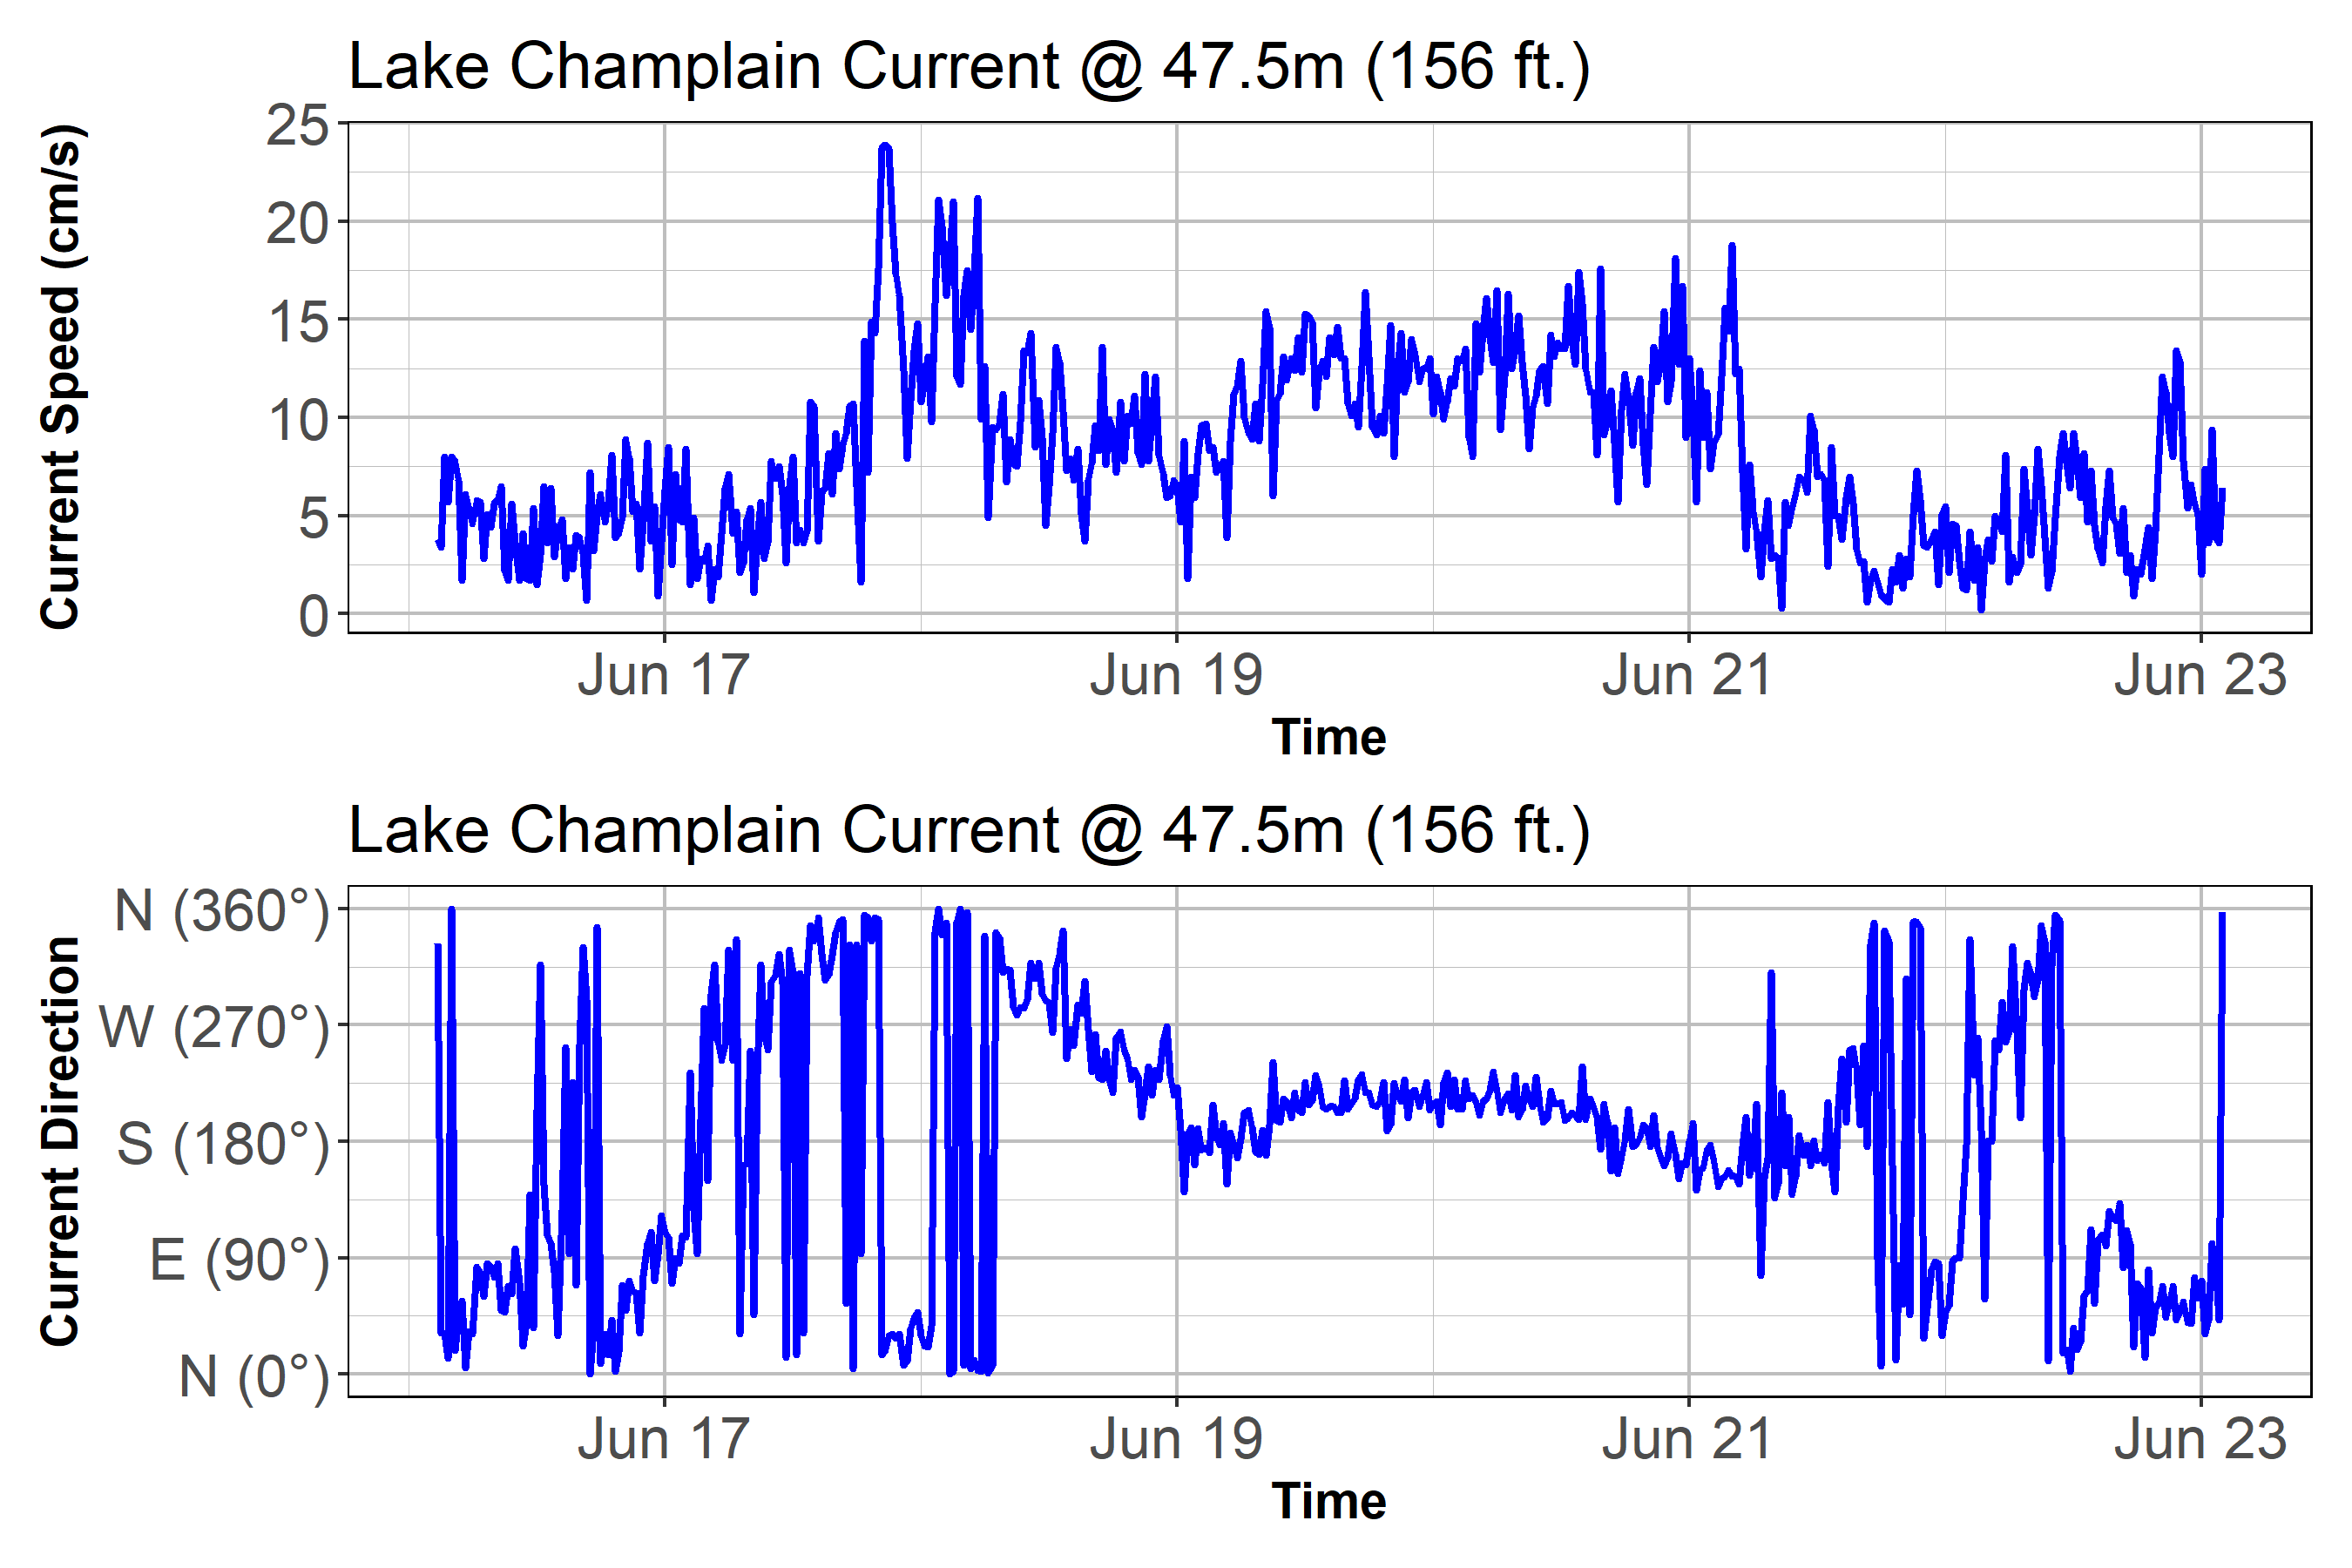 Lake Champlain Current @ 47.5m (156 ft.)
Current Speed (cm/s)
25
20
15
10
5
0
Jun 17 Jun 19 Jun 21 Jun 23
Time
Lake Champlain Current @ 47.5m (156 ft.)
Current Direction
N (360°)
W (270°)
S (180°)
E (90°)
N (0°)
Jun 17 Jun 19 Jun 21 Jun 23
Time